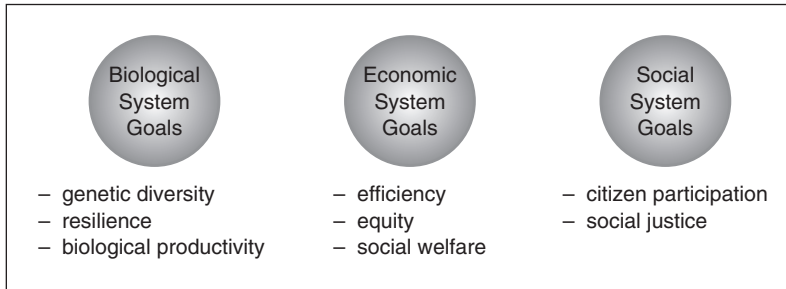 Biological
System
Goals
– genetic diversity
– resilience
– biological productivity
Economic
System
Goals
– efficiency
– equity
– social welfare
Social
System
Goals
– citizen participation
– social justice